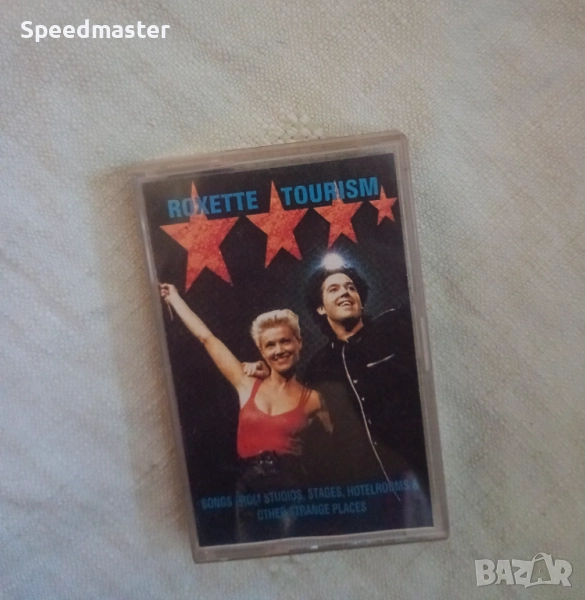 Speedmaster
ROXETTE TOURISM
SONGS FROM STUDIOS, STAGES, HOTELROOMS &
OTHER STRANGE PLACES
BAZAR